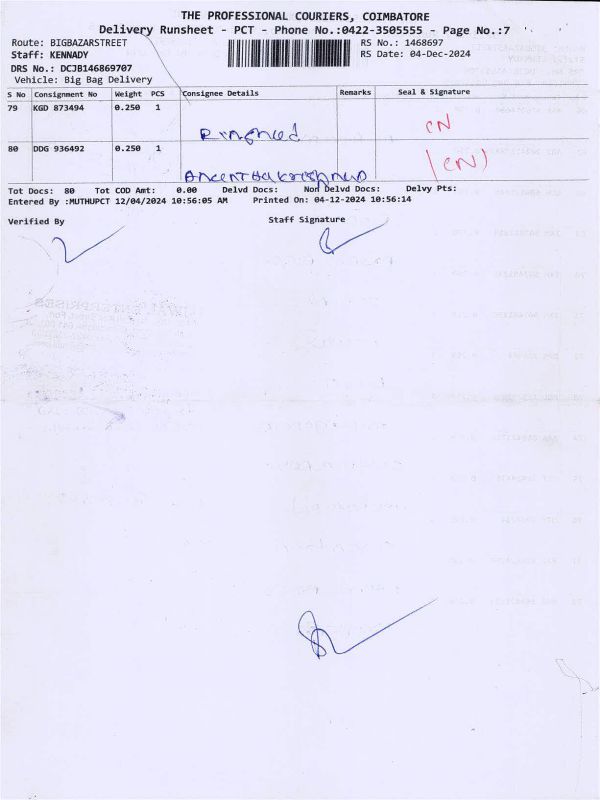 THE PROFESSIONAL COURIERS, COIMBATORE
Delivery Runsheet - PCT - Phone No.:0422-3505555 - Page No.:7
Route: BIGBAZARSTREET
Staff: KENNADY
DRS No.: DCJB146869707
Vehicle: Big Bag Delivery
RS No.: 1468697
RS Date: 04-Dec-2024
S No Consignment No Weight PCS Consignee Details Remarks Seal & Signature
79 KGD 873494 0.250 1 CN
80 DDG 936492 0.250 1 (CN)
Tot Docs: 80 Tot COD Amt: 0.00 Delvd Docs: Non Delvd Docs: Delvy Pts:
Entered By :MUTHUPCT 12/04/2024 10:56:05 AM Printed On: 04-12-2024 10:56:14
Verified By Staff Signature